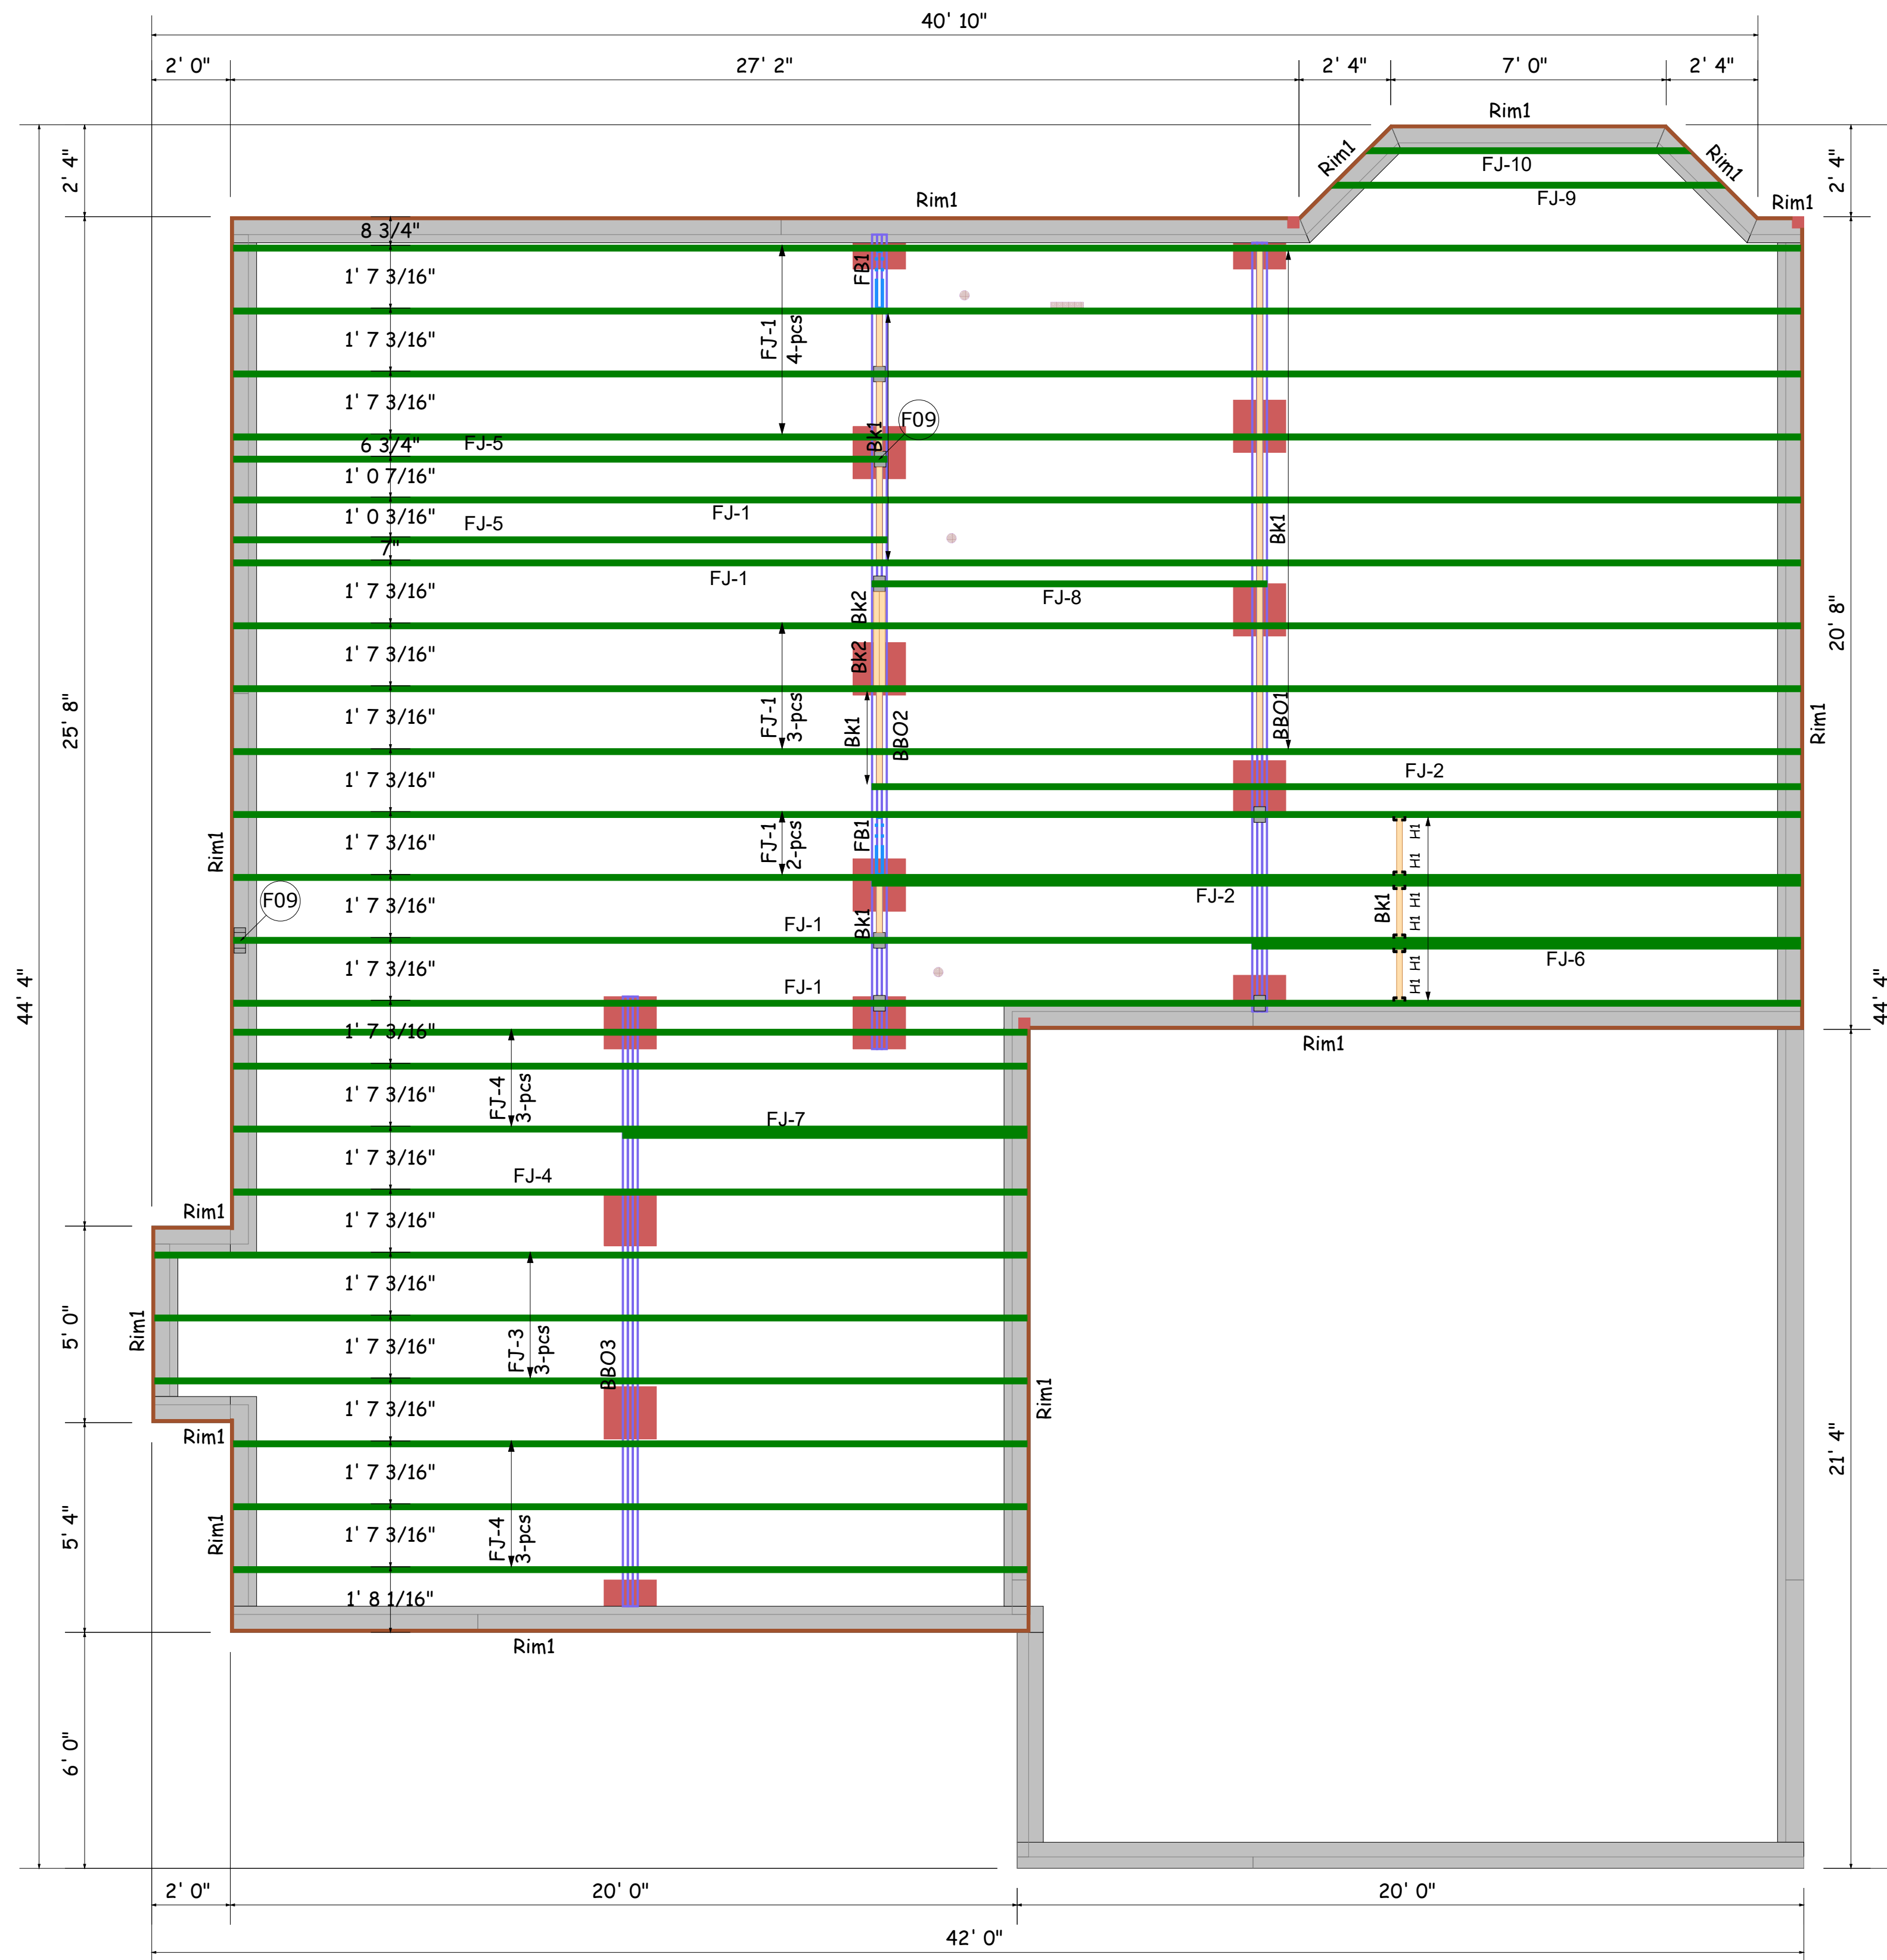 40' 10"
2' 0"
27' 2"
2' 4"
7' 0"
2' 4"
Rim1
2' 4"
Rim1
Rim1
2' 4"
FJ-10
FJ-9
Rim1
Rim1
8 3/4"
1' 7 3/16"
FB1
1' 7 3/16"
FJ-1
4-pcs
1' 7 3/16"
F09
Bk1
6 3/4"
FJ-5
1' 0 7/16"
1' 0 3/16"
FJ-5
FJ-1
Bk1
7"
FJ-1
1' 7 3/16"
Bk2
FJ-8
20' 8"
1' 7 3/16"
Bk2
25' 8"
1' 7 3/16"
FJ-1
3-pcs
Bk1
BBO2
BBO1
Rim1
1' 7 3/16"
FJ-2
1' 7 3/16"
FJ-1
2-pcs
FB1
H1
H1
Rim1
1' 7 3/16"
F09
FJ-2
Bk1
H1
H1
FJ-1
Bk1
1' 7 3/16"
FJ-6
H1
H1
44' 4"
FJ-1
44' 4"
1' 7 3/16"
Rim1
1' 7 3/16"
FJ-4
3-pcs
FJ-7
1' 7 3/16"
FJ-4
Rim1
1' 7 3/16"
1' 7 3/16"
5' 0"
Rim1
1' 7 3/16"
FJ-3
3-pcs
BBO3
Rim1
1' 7 3/16"
Rim1
21' 4"
1' 7 3/16"
5' 4"
Rim1
1' 7 3/16"
FJ-4
3-pcs
1' 8 1/16"
Rim1
6' 0"
2' 0"
20' 0"
20' 0"
42' 0"